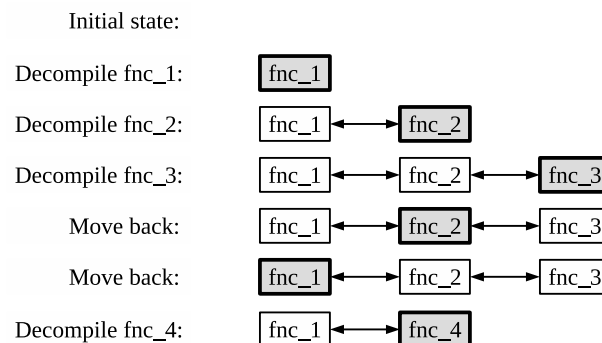 Initial state:
Decompile fnc_1: fnc_1
Decompile fnc_2: fnc_1 fnc_2
Decompile fnc_3: fnc_1 fnc_2 fnc_3
Move back: fnc_1 fnc_2 fnc_3
Move back: fnc_1 fnc_2 fnc_3
Decompile fnc_4: fnc_1 fnc_4